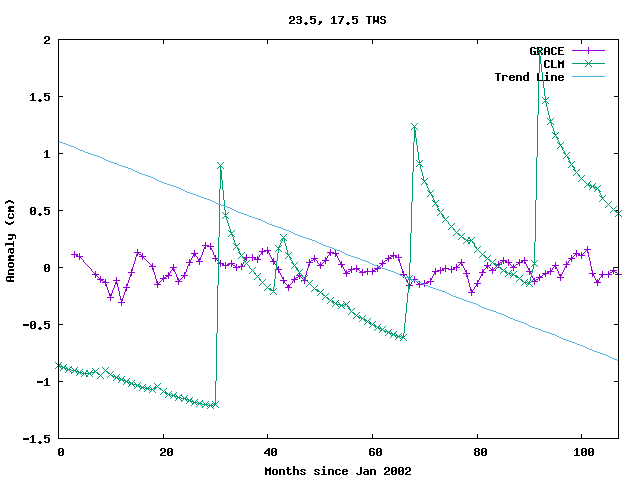 23.5, 17.5 TWS
GRACE
CLM
Trend Line
2
1.5
1
0.5
0
-0.5
-1
-1.5
Anomaly (cm)
0 20 40 60 80 100
Months since Jan 2002